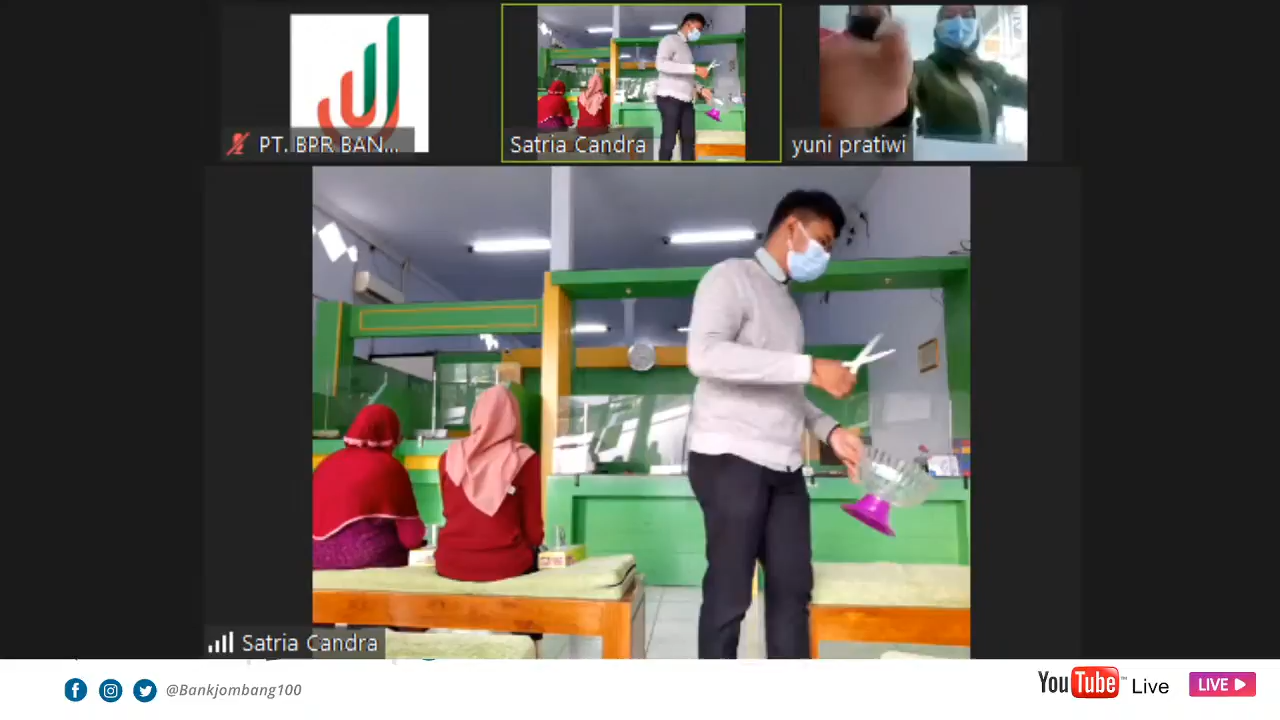 PT. BPR BAN...
Satria Candra
yuni pratiwi
Satria Candra
@Bankjombang100
YouTube Live
LIVE